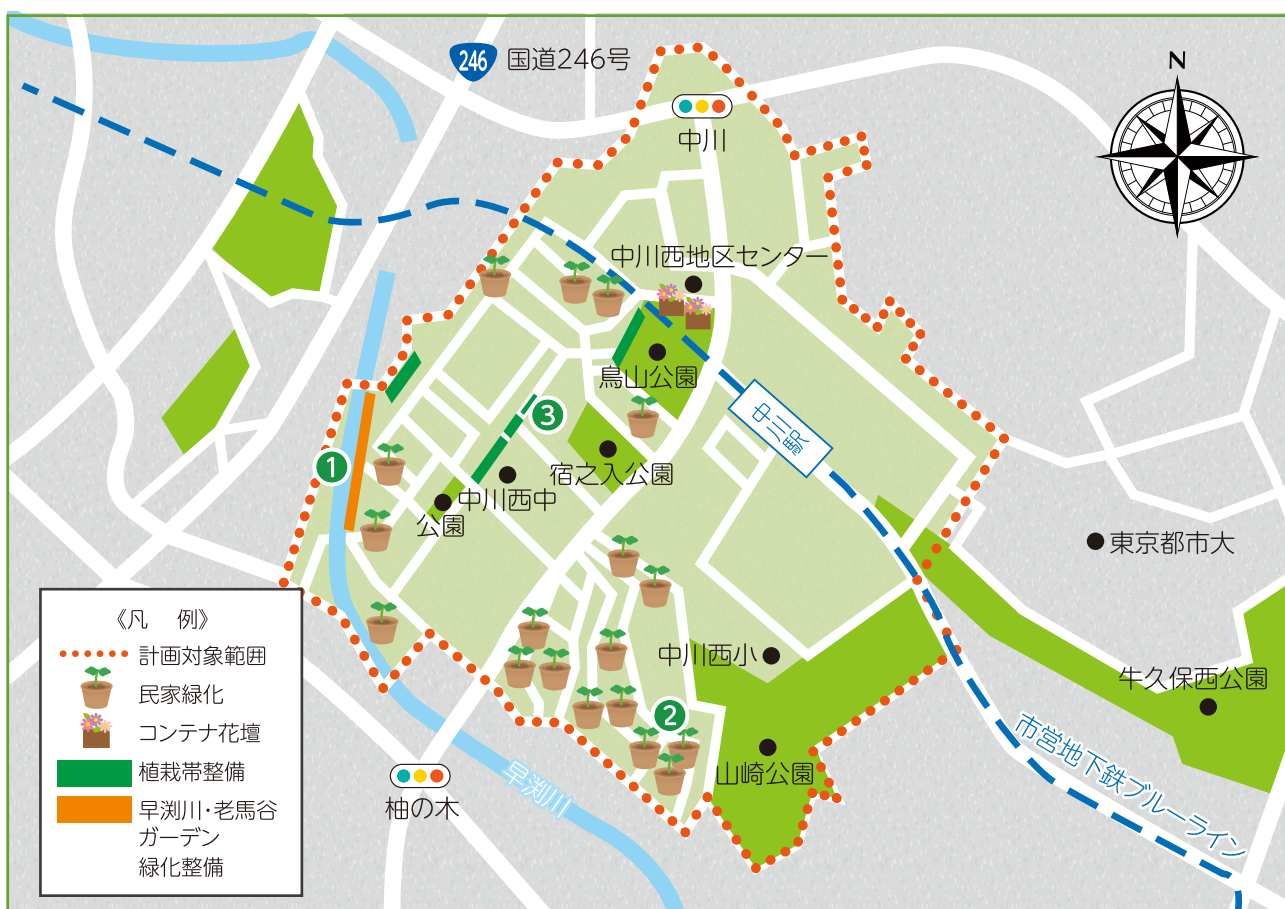 246
国道246号
N
中川
中川西地区センター
鳥山公園
中川駅
3
宿之入公園
1
中川西中
公園
東京都市大
《凡 例》
計画対象範囲
民家緑化
コンテナ花壇
植栽帯整備
早渕川・老馬谷
ガーデン
緑化整備
中川西小
牛久保西公園
2
山崎公園
市営地下鉄ブルーライン
柚の木
早渕川